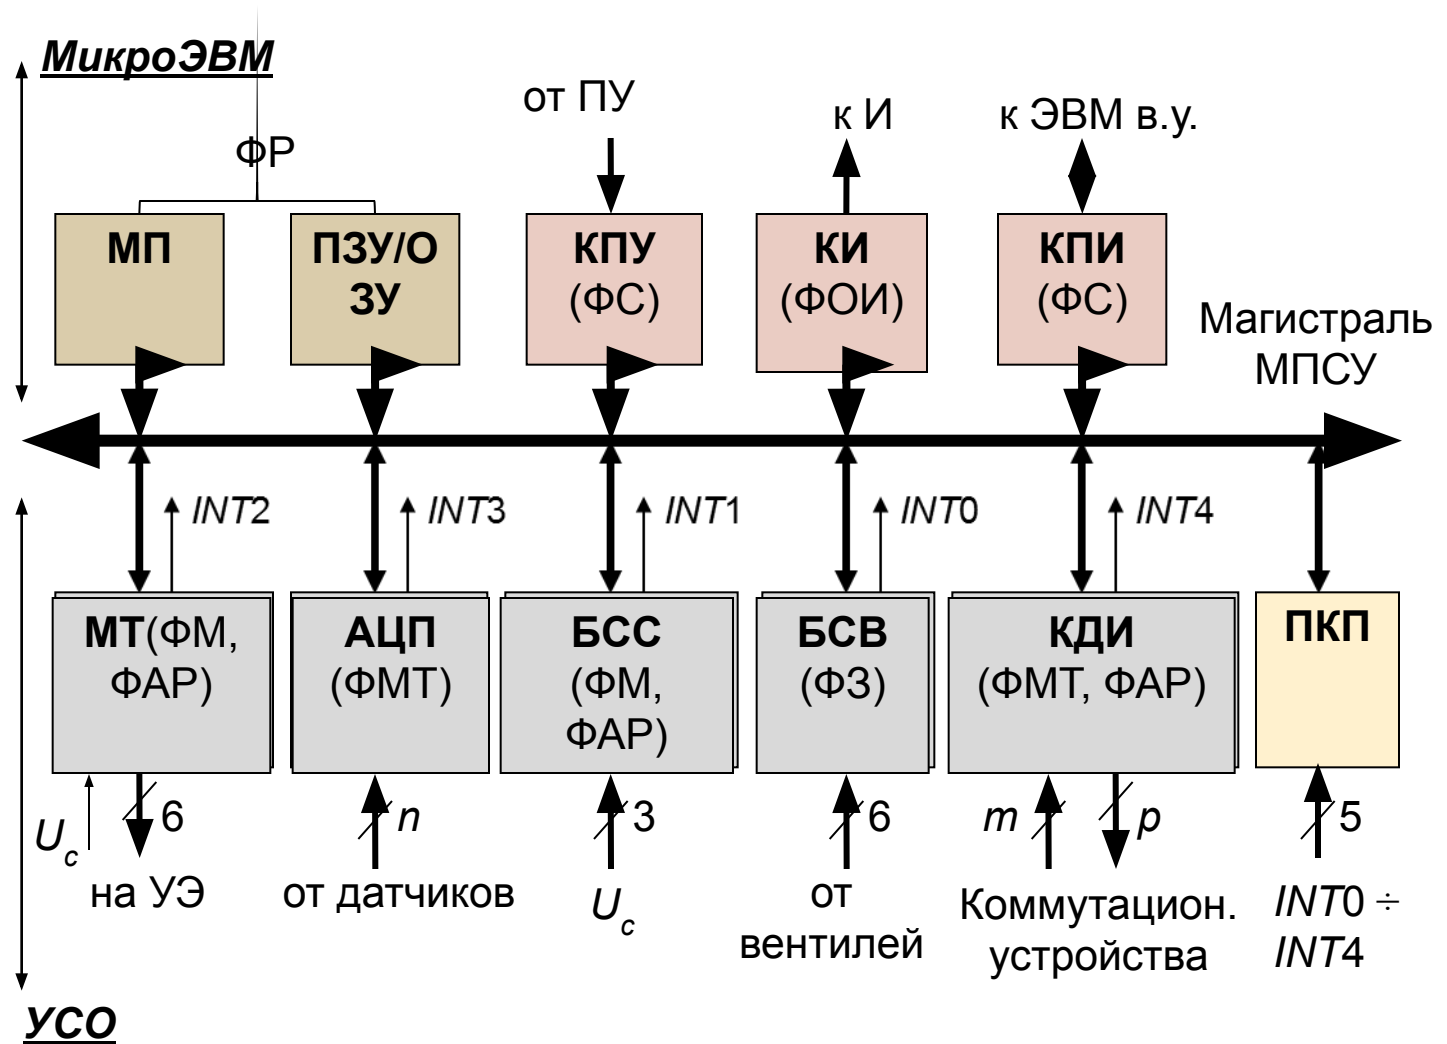 МикроЭВМ
от ПУ
к И
к ЭВМ в.у.
ФР
МП
ПЗУ/О
ЗУ
КПУ
(ФС)
КИ
(ФОИ)
КПИ
(ФС)
Магистраль
МПСУ
INT2
INT3
INT1
INT0
INT4
МТ(ФМ,
ФАР)
АЦП
(ФМТ)
БСС
(ФМ,
ФАР)
БСВ
(ФЗ)
КДИ
(ФМТ, ФАР)
ПКП
Uc
6
n
3
6
m
p
5
на УЭ
от датчиков
Uc
от
вентилей
Коммутацион.
устройства
INT0 ÷
INT4
УСО